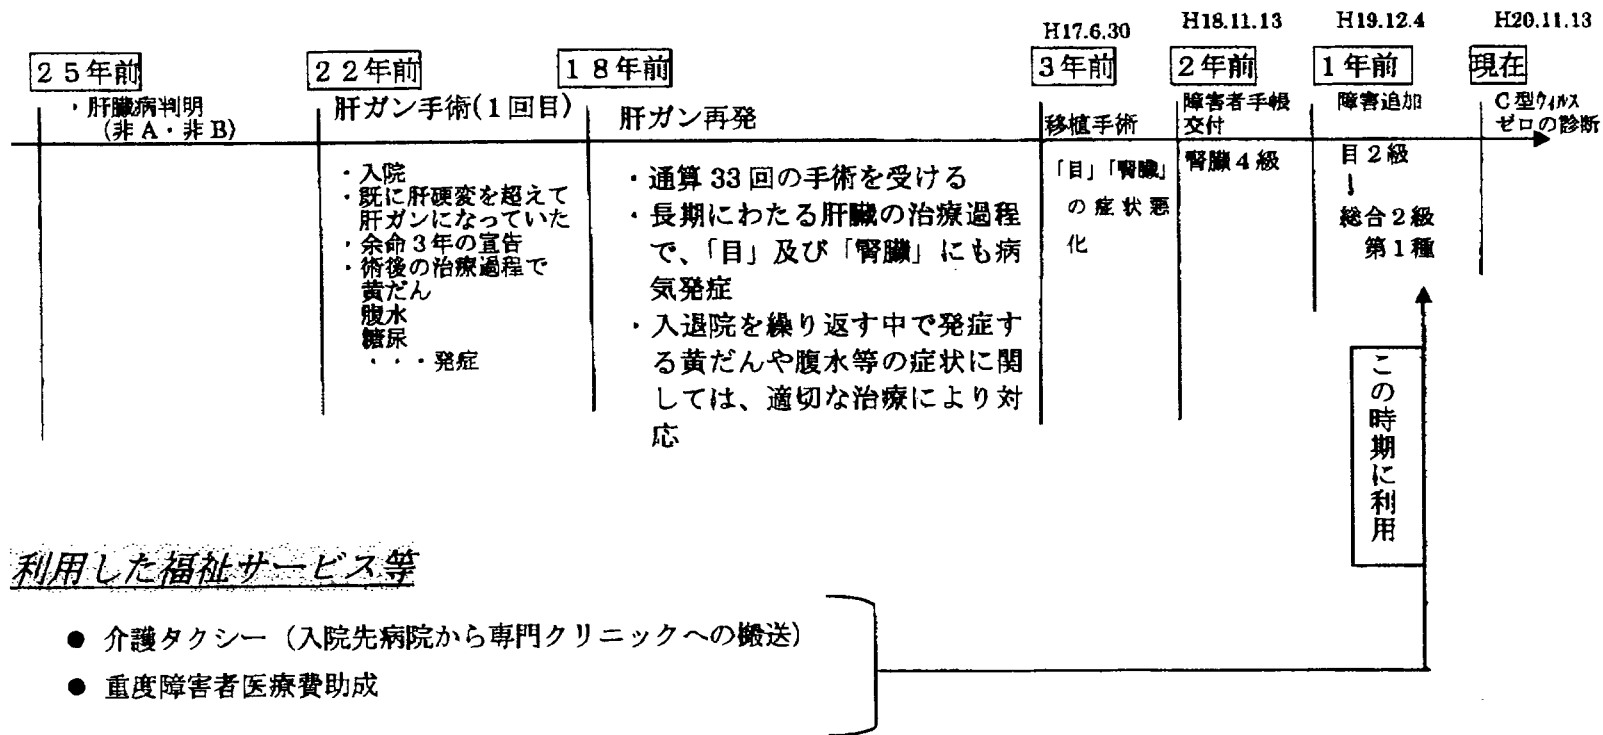 H17.6.30
H18.11.13
H19.12.4
H20.11.13
25年前
22年前
18年前
3年前
2年前
1年前
現在
・肝臓病判明
(非A・非B)
肝ガン手術(1回目)
肝ガン再発
移植手術
障害者手帳
交付
障害追加
C型ウィルス
ゼロの診断
・入院
・既に肝硬変を超えて
肝ガンになっていた
・余命3年の宣告
・術後の治療過程で
黄だん
腹水
糖尿
・・・発症
・通算33回の手術を受ける
・長期にわたる肝臓の治療過程
で、「目」及び「腎臓」にも病
気発症
・入退院を繰り返す中で発症す
る黄だんや腹水等の症状に関
しては、適切な治療により対
応
「目」「腎臓」
の症状悪
化
腎臓4級
目2級
↓
総合2級
第1種
この時期に利用
利用した福祉サービス等
● 介護タクシー(入院先病院から専門クリニックへの搬送)
● 重度障害者医療費助成